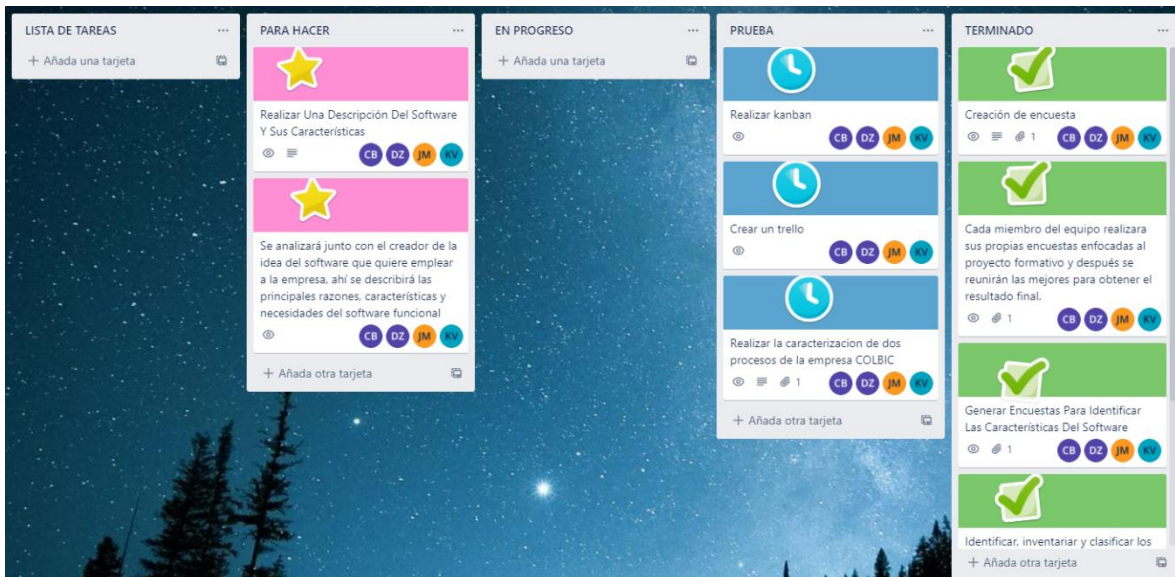 LISTA DE TAREAS
+ Añada una tarjeta
PARA HACER
Realizar Una Descripción Del Software
Y Sus Características
CB DZ JM KV
Se analizará junto con el creador de la
idea del software que quiere emplear
a la empresa, ahí se describirá las
principales razones, características y
necesidades del software funcional
CB DZ JM KV
+ Añada otra tarjeta
EN PROGRESO
+ Añada una tarjeta
PRUEBA
Realizar kanban
CB DZ JM KV
Crear un trello
CB DZ JM KV
Realizar la caracterizacion de dos
procesos de la empresa COLBIC
1 CB DZ JM KV
+ Añada otra tarjeta
TERMINADO
Creación de encuesta
1 CB DZ JM KV
Cada miembro del equipo realizara
sus propias encuestas enfocadas al
proyecto formativo y después se
reunirán las mejores para obtener el
resultado final.
1 CB DZ JM KV
Generar Encuestas Para Identificar
Las Características Del Software
1 CB DZ JM KV
Identificar, inventariar y clasificar los
+ Añada otra tarjeta